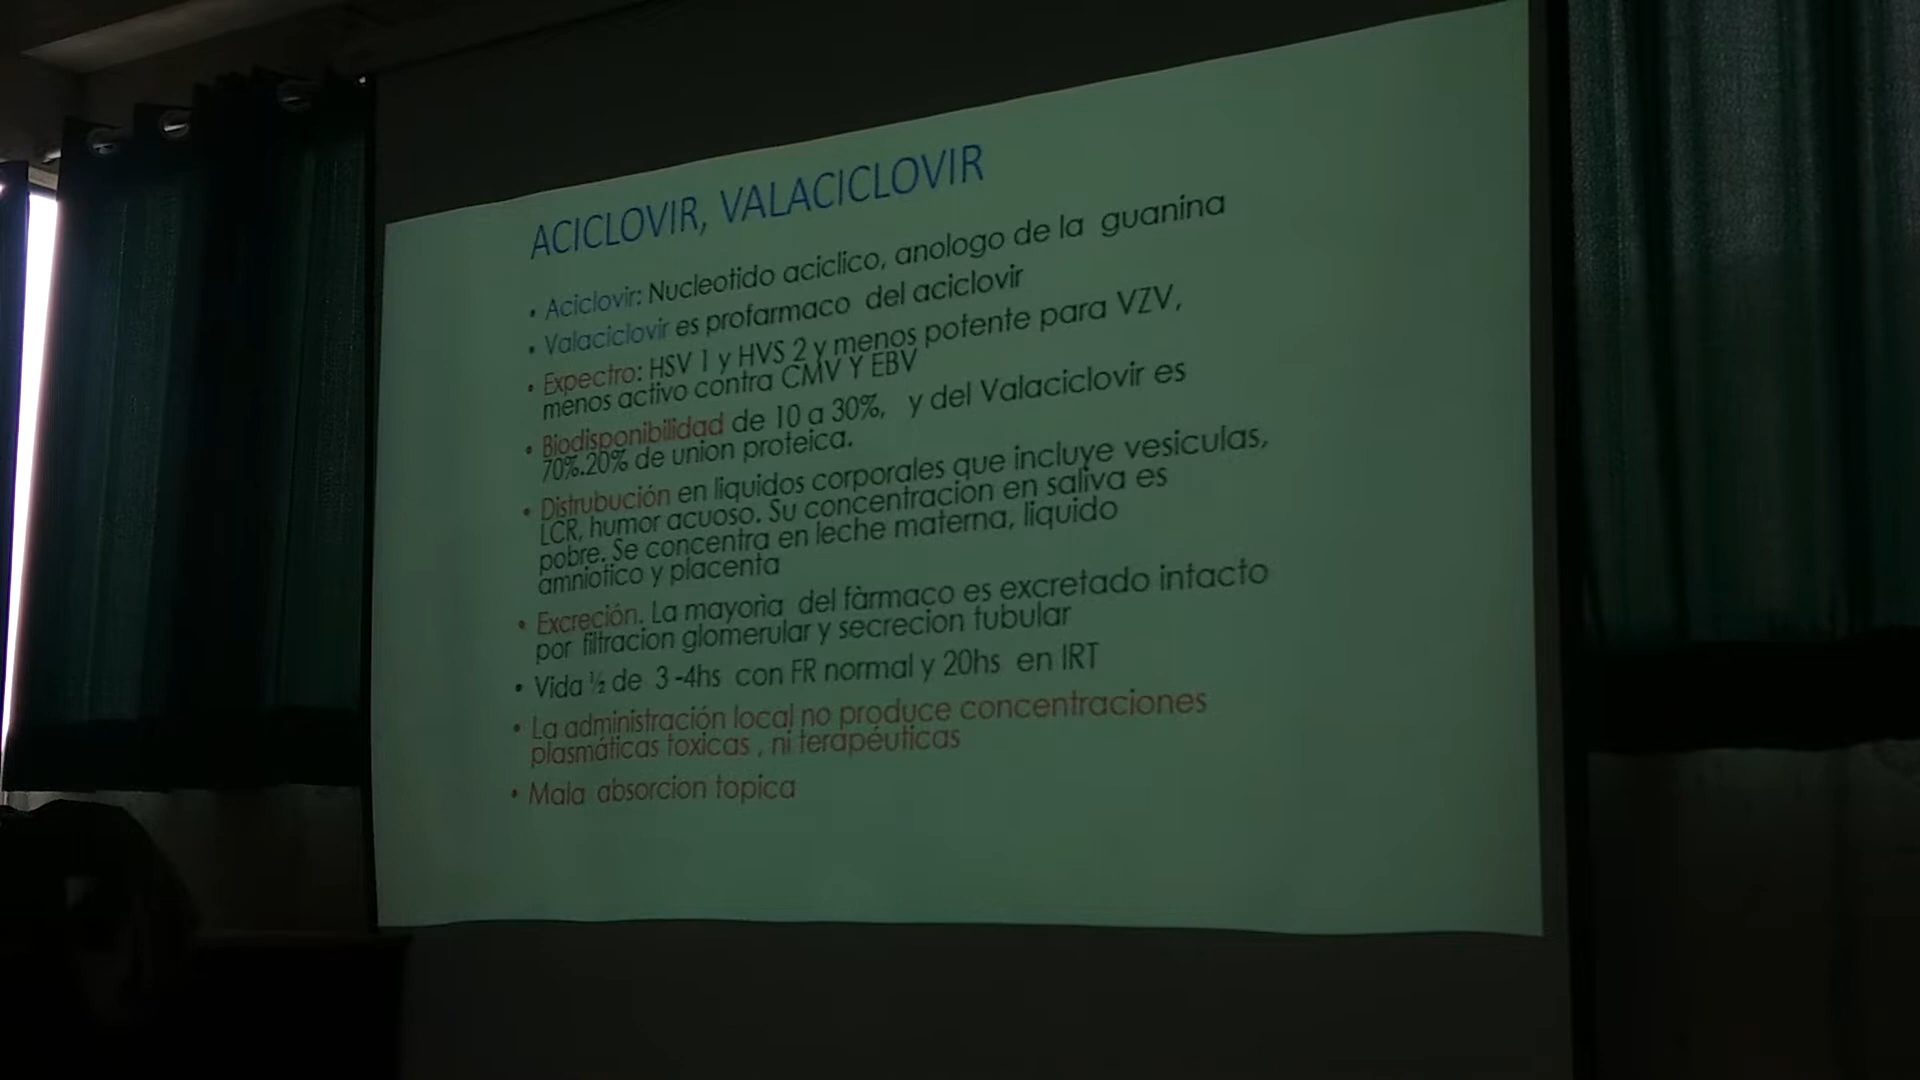 ACICLOVIR, VALACICLOVIR
• Aciclovir: Nucleotido aciclico, anologo de la guanina
• Valaciclovir es profarmaco del aciclovir
• Expectro: HSV 1 y HVS 2 y menos potente para VZV,
menos activo contra CMV Y EBV
• Biodisponibilidad de 10 a 30%, y del Valaciclovir es
70%.20% de union proteica.
• Distrubución en liquidos corporales que incluye vesiculas,
LCR, humor acuoso. Su concentracion en saliva es
pobre. Se concentra en leche materna, liquido
amniotico y placenta
• Excreción. La mayorìa del fàrmaco es excretado intacto
por filtracion glomerular y secrecion tubular
• Vida ½ de 3 -4hs con FR normal y 20hs en IRT
• La administración local no produce concentraciones
plasmáticas toxicas , ni terapéuticas
• Mala absorcion topica